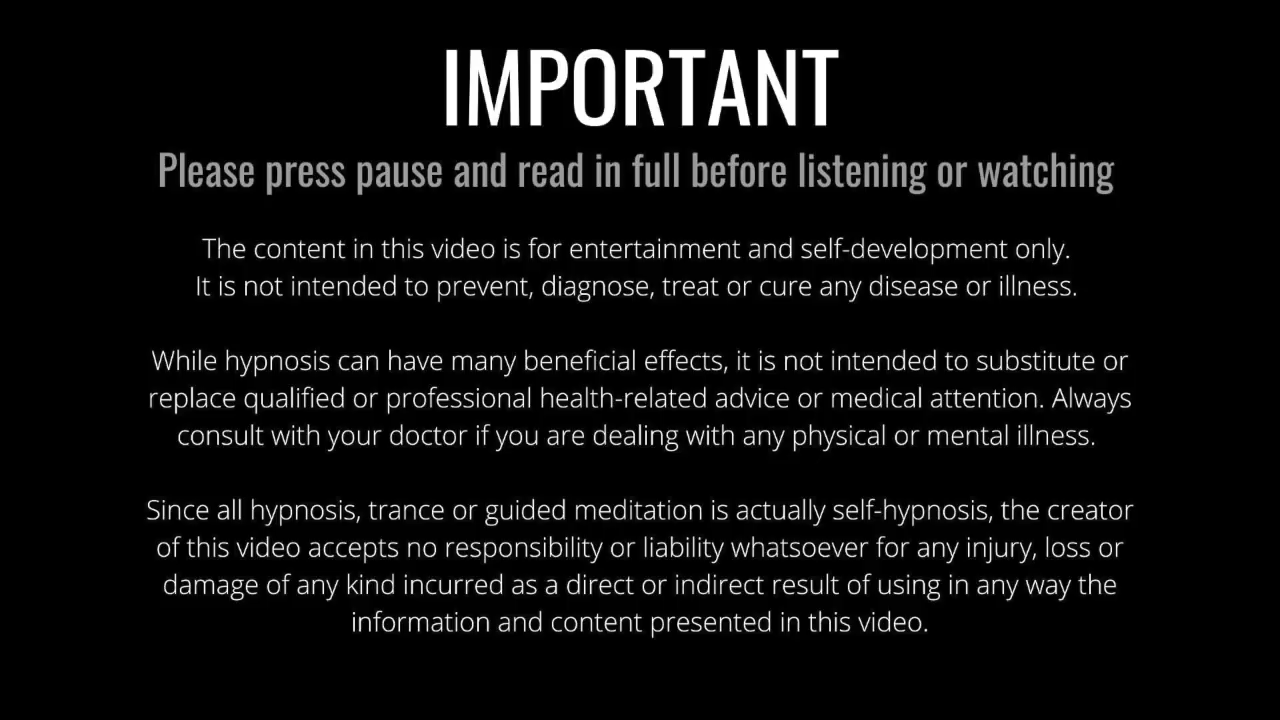 IMPORTANT
Please press pause and read in full before listening or watching
The content in this video is for entertainment and self-development only.
It is not intended to prevent, diagnose, treat or cure any disease or illness.
While hypnosis can have many beneficial effects, it is not intended to substitute or
replace qualified or professional health-related advice or medical attention. Always
consult with your doctor if you are dealing with any physical or mental illness.
Since all hypnosis, trance or guided meditation is actually self-hypnosis, the creator
of this video accepts no responsibility or liability whatsoever for any injury, loss or
damage of any kind incurred as a direct or indirect result of using in any way the
information and content presented in this video.